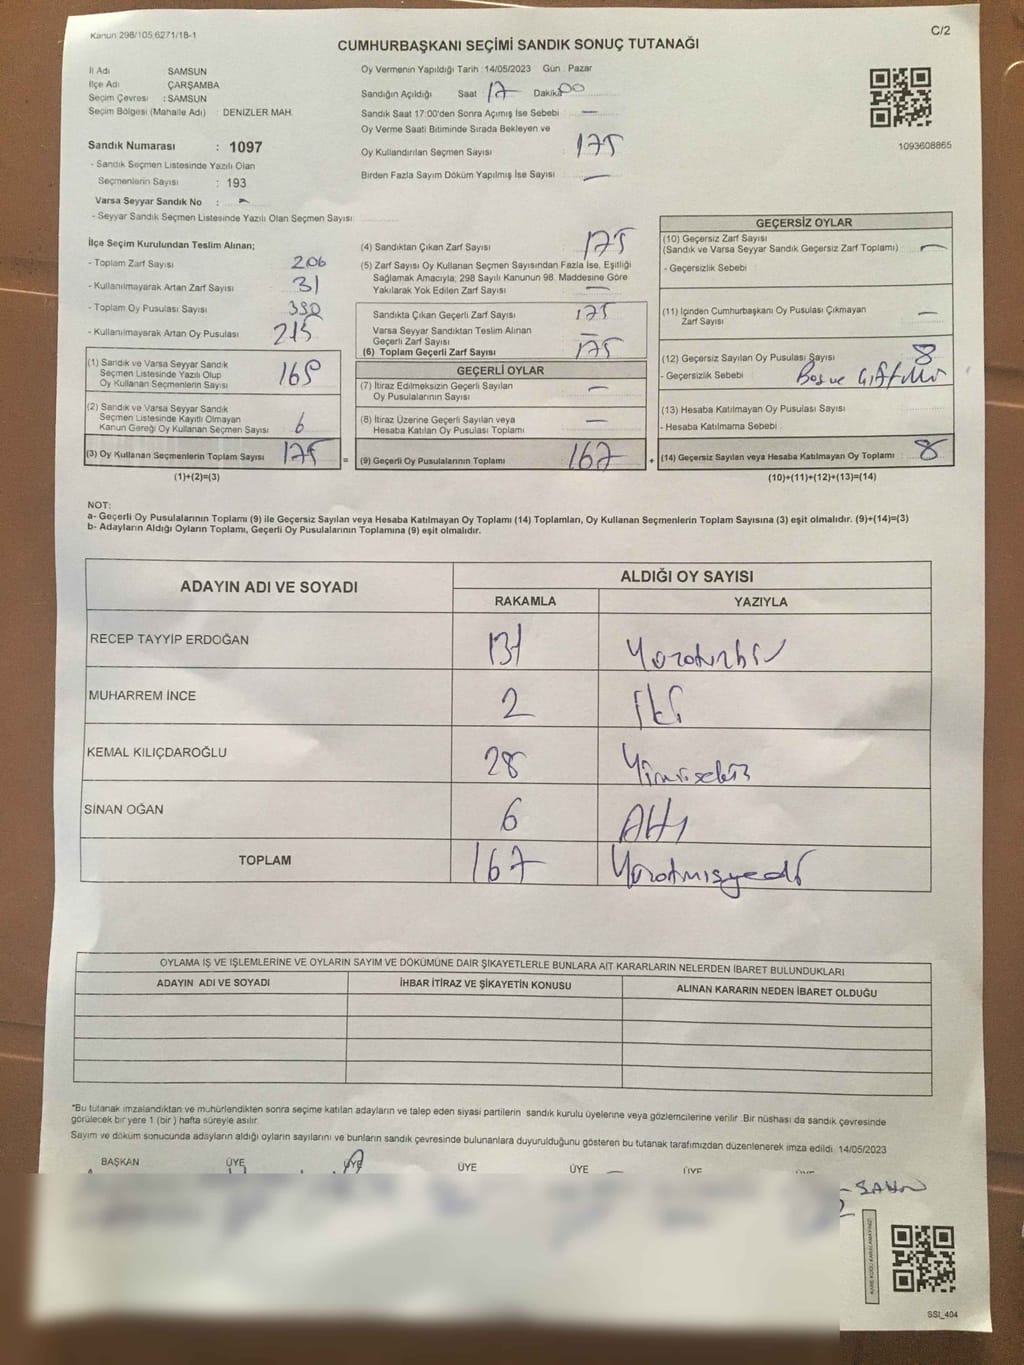 Kanun 298/105,6271/18-1
C/2
CUMHURBAŞKANI SEÇİMİ SANDIK SONUÇ TUTANAĞI
İl Adı SAMSUN
İlçe Adı ÇARŞAMBA
Seçim Çevresi : SAMSUN
Seçim Bölgesi (Mahalle Adı) : DENİZLER MAH.
Sandık Numarası : 1097
- Sandık Seçmen Listesinde Yazılı Olan
Seçmenlerin Sayısı : 193
Varsa Seyyar Sandık No : -
- Seyyar Sandık Seçmen Listesinde Yazılı Olan Seçmen Sayısı
Oy Vermenin Yapıldığı Tarih :14/05/2023 Gün : Pazar
Sandığın Açıldığı Saat 17 Dakika 00
Sandık Saat 17:00'den Sonra Açımış İse Sebebi —
Oy Verme Saati Bitiminde Sırada Bekleyen ve
Oy Kullandırılan Seçmen Sayısı : 175
Birden Fazla Sayım Döküm Yapılmış İse Sayısı —
1093608865
İlçe Seçim Kurulundan Teslim Alınan;
- Toplam Zarf Sayısı 206
- Kullanılmayarak Artan Zarf Sayısı 31
- Toplam Oy Pusulası Sayısı
- Kullanılmayarak Artan Oy Pusulası 215
(1) Sandık ve Varsa Seyyar Sandık
Seçmen Listesinde Yazılı Olup
Oy Kullanan Seçmenlerin Sayısı 169
(2) Sandık ve Varsa Seyyar Sandık
Seçmen Listesinde Kayıtlı Olmayan
Kanun Gereği Oy Kullanan Seçmen Sayısı 6
(3) Oy Kullanan Seçmenlerin Toplam Sayısı 175
(1)+(2)=(3)
(4) Sandıktan Çıkan Zarf Sayısı 175
(5) Zarf Sayısı Oy Kullanan Seçmen Sayısından Fazla İse, Eşitliği
Sağlamak Amacıyla; 298 Sayılı Kanunun 98. Maddesine Göre
Yakılarak Yok Edilen Zarf Sayısı —
Sandıkta Çıkan Geçerli Zarf Sayısı 175
Varsa Seyyar Sandıktan Teslim Alınan
Geçerli Zarf Sayısı —
(6) Toplam Geçerli Zarf Sayısı 175
GEÇERLİ OYLAR
(7) İtiraz Edilmeksizin Geçerli Sayılan
Oy Pusulalarının Sayısı —
(8) İtiraz Üzerine Geçerli Sayılan veya
Hesaba Katılan Oy Pusulası Toplamı —
= (9) Geçerli Oy Pusulalarının Toplamı 167
GEÇERSİZ OYLAR
(10) Geçersiz Zarf Sayısı
(Sandık ve Varsa Seyyar Sandık Geçersiz Zarf Toplamı) —
- Geçersizlik Sebebi
(11) İçinden Cumhurbaşkanı Oy Pusulası Çıkmayan
Zarf Sayısı —
(12) Geçersiz Sayılan Oy Pusulası Sayısı 8
- Geçersizlik Sebebi Boş ve
(13) Hesaba Katılmayan Oy Pusulası Sayısı
- Hesaba Katılmama Sebebi
+ (14) Geçersiz Sayılan veya Hesaba Katılmayan Oy Toplamı 8
(10)+(11)+(12)+(13)=(14)
NOT:
a- Geçerli Oy Pusulalarının Toplamı (9) ile Geçersiz Sayılan veya Hesaba Katılmayan Oy Toplamı (14) Toplamları, Oy Kullanan Seçmenlerin Toplam Sayısına (3) eşit olmalıdır. (9)+(14)=(3)
b- Adayların Aldığı Oyların Toplamı, Geçerli Oy Pusulalarının Toplamına (9) eşit olmalıdır.
ADAYIN ADI VE SOYADI
ALDIĞI OY SAYISI
RAKAMLA YAZIYLA
RECEP TAYYİP ERDOĞAN 131 Yüzotuzbir
MUHARREM İNCE 2 İki
KEMAL KILIÇDAROĞLU 28 Yirmisekiz
SİNAN OĞAN 6 Altı
TOPLAM 167 Yüzatmışyedi
OYLAMA İŞ VE İŞLEMLERİNE VE OYLARIN SAYIM VE DÖKÜMÜNE DAİR ŞİKAYETLERLE BUNLARA AİT KARARLARIN NELERDEN İBARET BULUNDUKLARI
ADAYIN ADI VE SOYADI İHBAR İTİRAZ VE ŞİKAYETİN KONUSU ALINAN KARARIN NEDEN İBARET OLDUĞU
*Bu tutanak imzalandıktan ve mühürlendikten sonra seçime katılan adayların ve talep eden siyasi partilerin sandık kurulu üyelerine veya gözlemcilerine verilir. Bir nüshası da sandık çevresinde
görülecek bir yere 1 (bir) hafta süreyle asılır.
Sayım ve döküm sonucunda adayların aldığı oyların sayılarını ve bunların sandık çevresinde bulunanlara duyurulduğunu gösteren bu tutanak tarafımızdan düzenlenerek imza edildi. 14/05/2023
BAŞKAN ÜYE ÜYE ÜYE ÜYE ÜYE
SSI_404